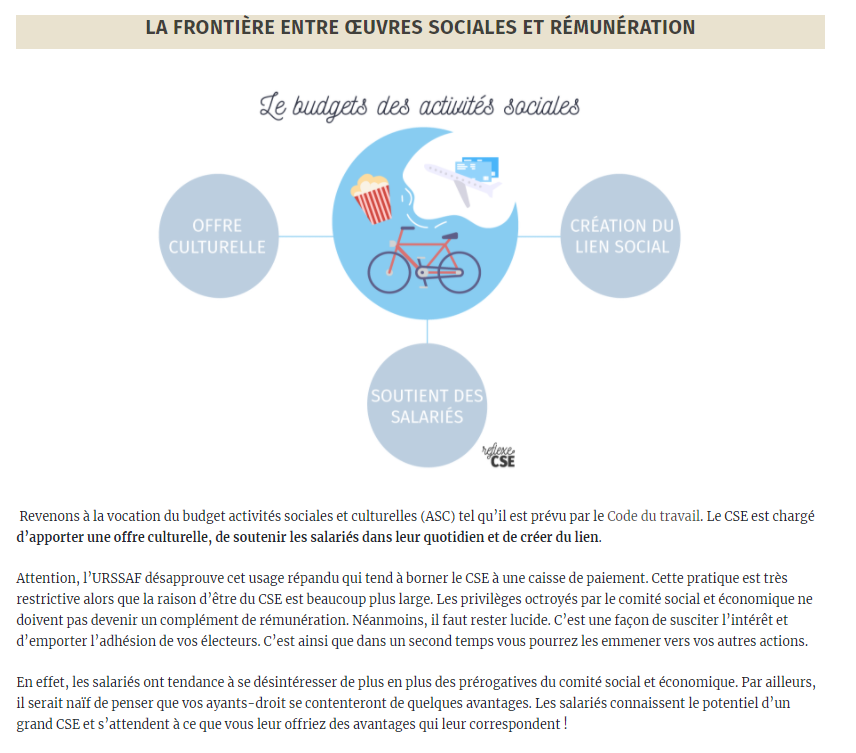 LA FRONTIÈRE ENTRE ŒUVRES SOCIALES ET RÉMUNÉRATION
Le budgets des activités sociales
OFFRE
CULTURELLE
CRÉATION DU
LIEN SOCIAL
SOUTIENT DES
SALARIÉS
reflexe
CSE
Revenons à la vocation du budget activités sociales et culturelles (ASC) tel qu’il est prévu par le Code du travail. Le CSE est chargé
d’apporter une offre culturelle, de soutenir les salariés dans leur quotidien et de créer du lien.
Attention, l’URSSAF désapprouve cet usage répandu qui tend à borner le CSE à une caisse de paiement. Cette pratique est très
restrictive alors que la raison d’être du CSE est beaucoup plus large. Les privilèges octroyés par le comité social et économique ne
doivent pas devenir un complément de rémunération. Néanmoins, il faut rester lucide. C’est une façon de susciter l’intérêt et
d’emporter l’adhésion de vos électeurs. C’est ainsi que dans un second temps vous pourrez les emmener vers vos autres actions.
En effet, les salariés ont tendance à se désintéresser de plus en plus des prérogatives du comité social et économique. Par ailleurs,
il serait naïf de penser que vos ayants-droit se contenteront de quelques avantages. Les salariés connaissent le potentiel d’un
grand CSE et s’attendent à ce que vous leur offriez des avantages qui leur correspondent !